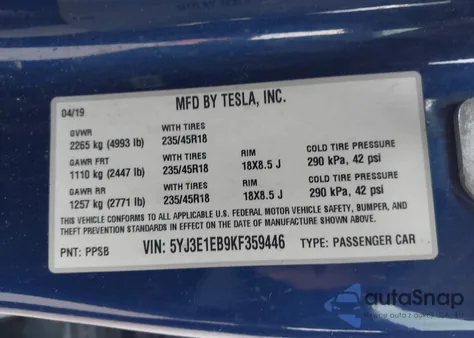 MFD BY TESLA, INC.
04/19
GVWR WITH TIRES
2265 kg (4993 lb) 235/45R18
GAWR FRT WITH TIRES RIM COLD TIRE PRESSURE
1110 kg (2447 lb) 235/45R18 18X8.5 J 290 kPa, 42 psi
GAWR RR WITH TIRES RIM COLD TIRE PRESSURE
1257 kg (2771 lb) 235/45R18 18X8.5 J 290 kPa, 42 psi
THIS VEHICLE CONFORMS TO ALL APPLICABLE U.S. FEDERAL MOTOR VEHICLE SAFETY, BUMPER, AND
THEFT PREVENTION STANDARDS IN EFFECT ON THE DATE OF MANUFACTURE SHOWN ABOVE.
PNT: PPSB VIN: 5YJ3E1EB9KF359446 TYPE: PASSENGER CAR
autoSnap